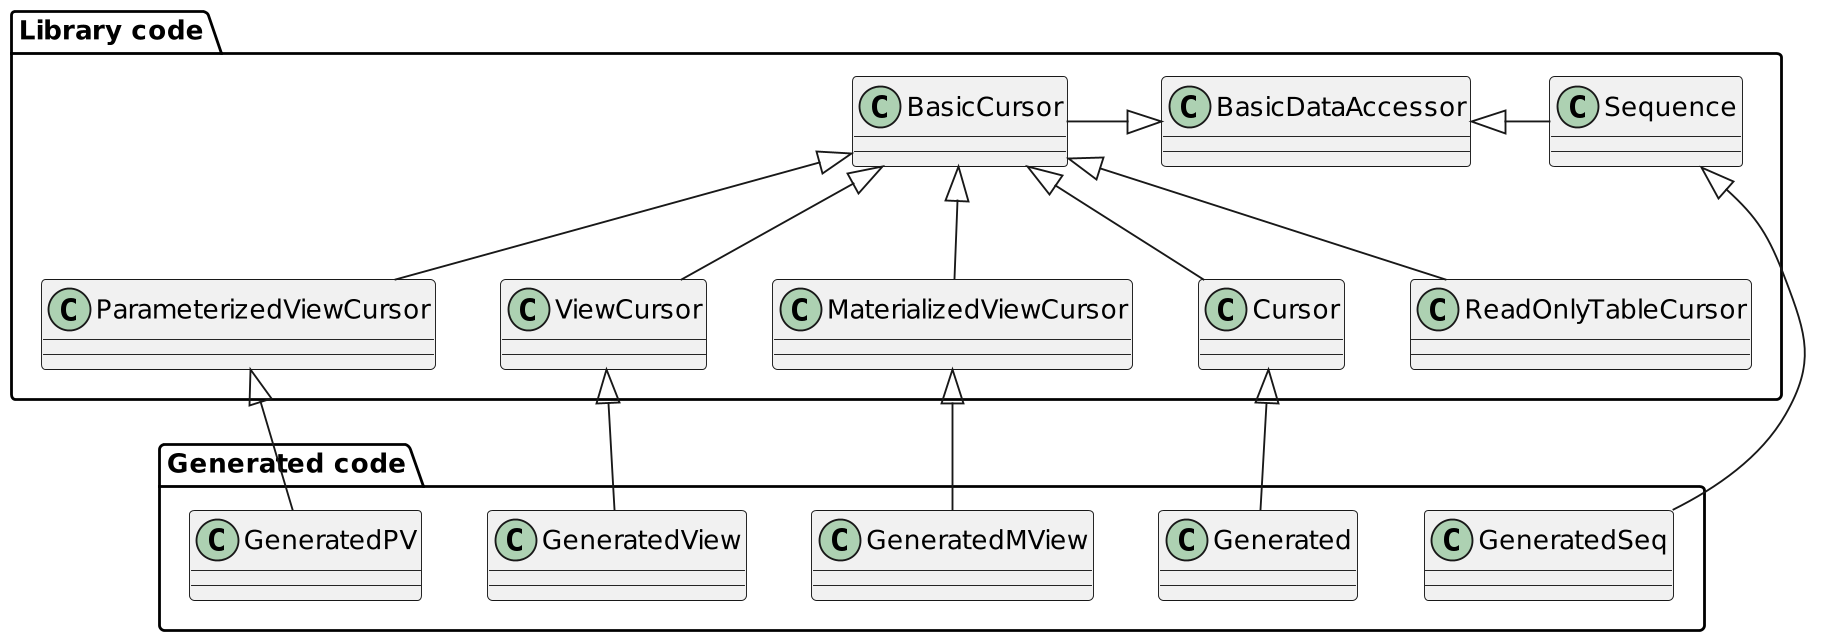 Library code
C BasicCursor
C BasicDataAccessor
C Sequence
C ParameterizedViewCursor
C ViewCursor
C MaterializedViewCursor
C Cursor
C ReadOnlyTableCursor
Generated code
C GeneratedPV
C GeneratedView
C GeneratedMView
C Generated
C GeneratedSeq